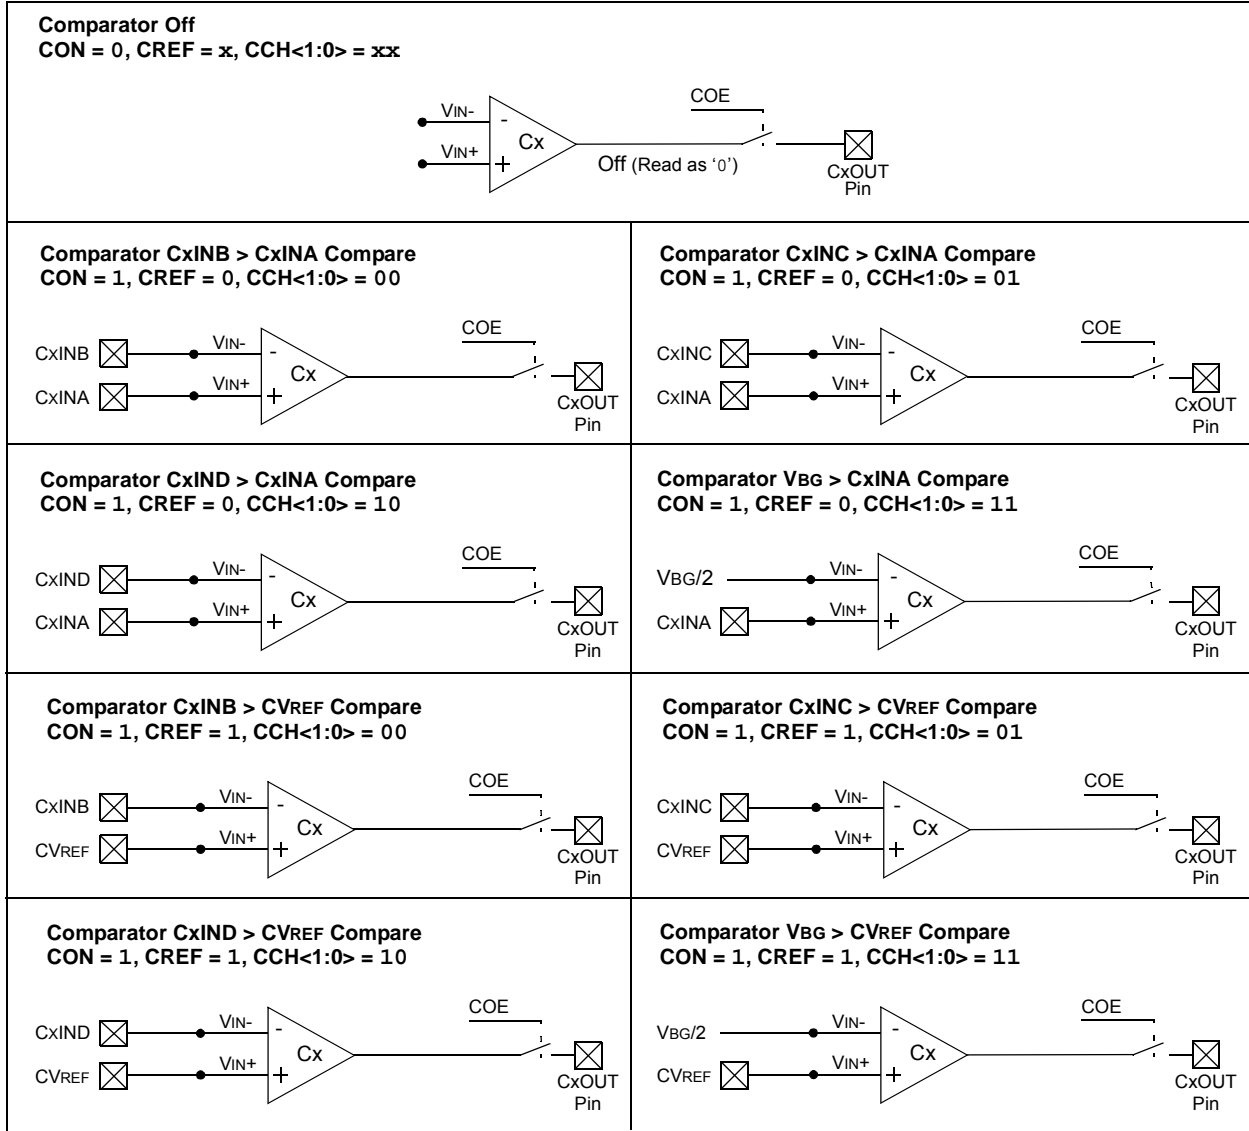 Comparator Off
CON = 0, CREF = x, CCH<1:0> = xx
COE
VIN-
-
Cx
VIN+
+
Off (Read as ‘0’)
CxOUT
Pin
Comparator CxINB > CxINA Compare
CON = 1, CREF = 0, CCH<1:0> = 00
COE
CxINB
VIN-
-
Cx
CxINA
VIN+
+
CxOUT
Pin
Comparator CxINC > CxINA Compare
CON = 1, CREF = 0, CCH<1:0> = 01
COE
CxINC
VIN-
-
Cx
CxINA
VIN+
+
CxOUT
Pin
Comparator CxIND > CxINA Compare
CON = 1, CREF = 0, CCH<1:0> = 10
COE
CxIND
VIN-
-
Cx
CxINA
VIN+
+
CxOUT
Pin
Comparator VBG > CxINA Compare
CON = 1, CREF = 0, CCH<1:0> = 11
COE
VBG/2
VIN-
-
Cx
CxINA
VIN+
+
CxOUT
Pin
Comparator CxINB > CVREF Compare
CON = 1, CREF = 1, CCH<1:0> = 00
COE
CxINB
VIN-
-
Cx
CVREF
VIN+
+
CxOUT
Pin
Comparator CxINC > CVREF Compare
CON = 1, CREF = 1, CCH<1:0> = 01
COE
CxINC
VIN-
-
Cx
CVREF
VIN+
+
CxOUT
Pin
Comparator CxIND > CVREF Compare
CON = 1, CREF = 1, CCH<1:0> = 10
COE
CxIND
VIN-
-
Cx
CVREF
VIN+
+
CxOUT
Pin
Comparator VBG > CVREF Compare
CON = 1, CREF = 1, CCH<1:0> = 11
COE
VBG/2
VIN-
-
Cx
CVREF
VIN+
+
CxOUT
Pin